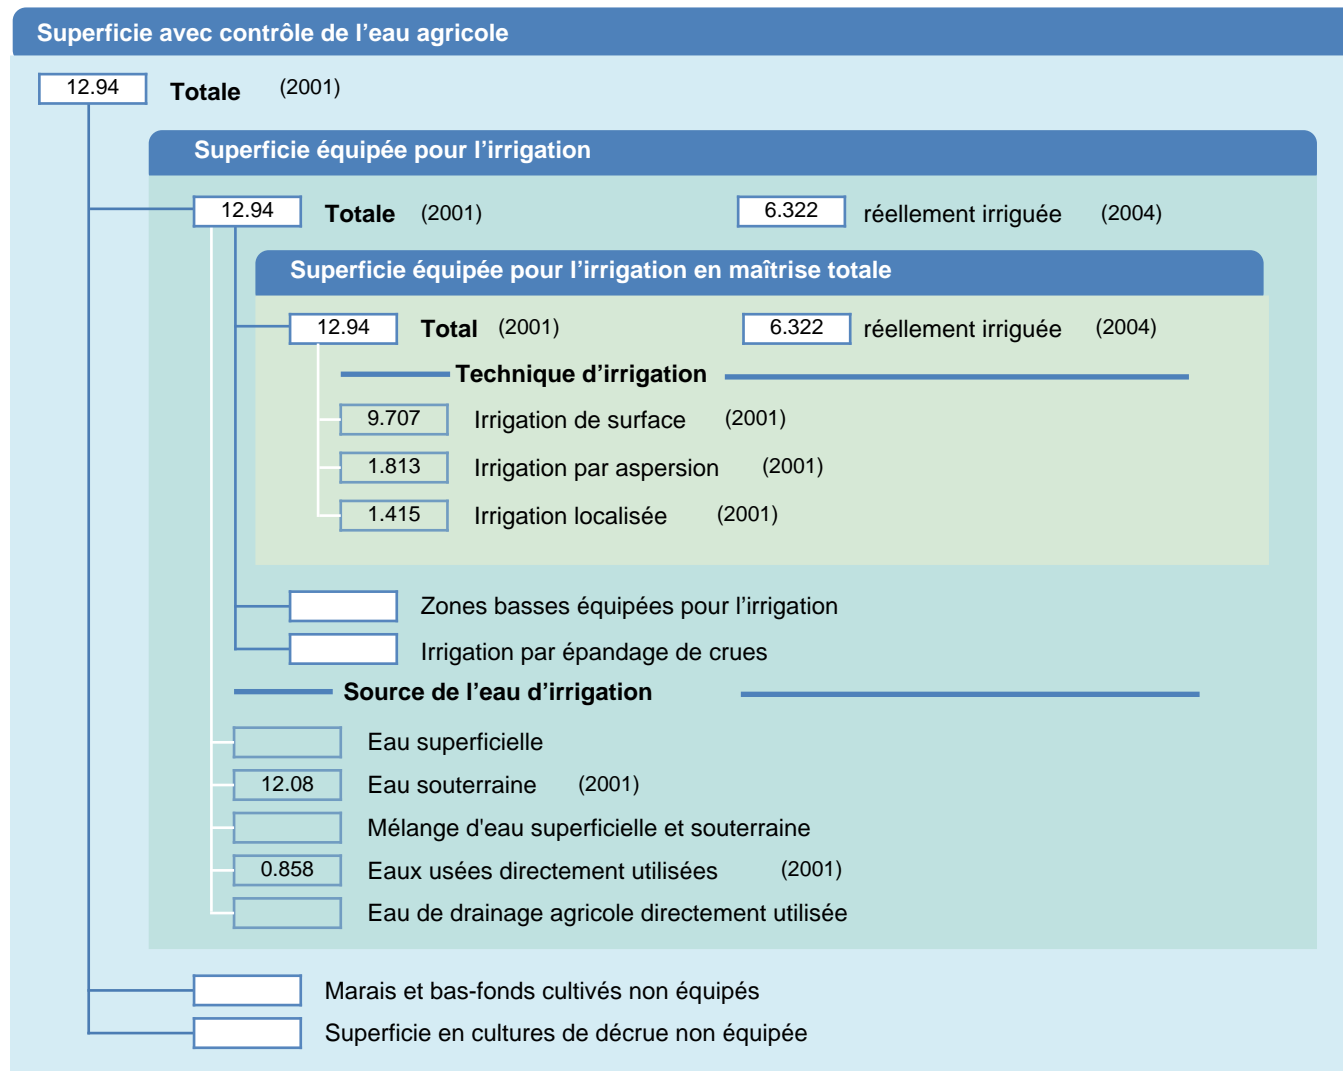 Superficie avec contrôle de l'eau agricole
12.94 Totale (2001)
Superficie équipée pour l'irrigation
12.94 Totale (2001) 6.322 réellement irriguée (2004)
Superficie équipée pour l'irrigation en maîtrise totale
12.94 Total (2001) 6.322 réellement irriguée (2004)
Technique d'irrigation
9.707 Irrigation de surface (2001)
1.813 Irrigation par aspersion (2001)
1.415 Irrigation localisée (2001)
Zones basses équipées pour l'irrigation
Irrigation par épandage de crues
Source de l'eau d'irrigation
Eau superficielle
12.08 Eau souterraine (2001)
Mélange d'eau superficielle et souterraine
0.858 Eaux usées directement utilisées (2001)
Eau de drainage agricole directement utilisée
Marais et bas-fonds cultivés non équipés
Superficie en cultures de décrue non équipée